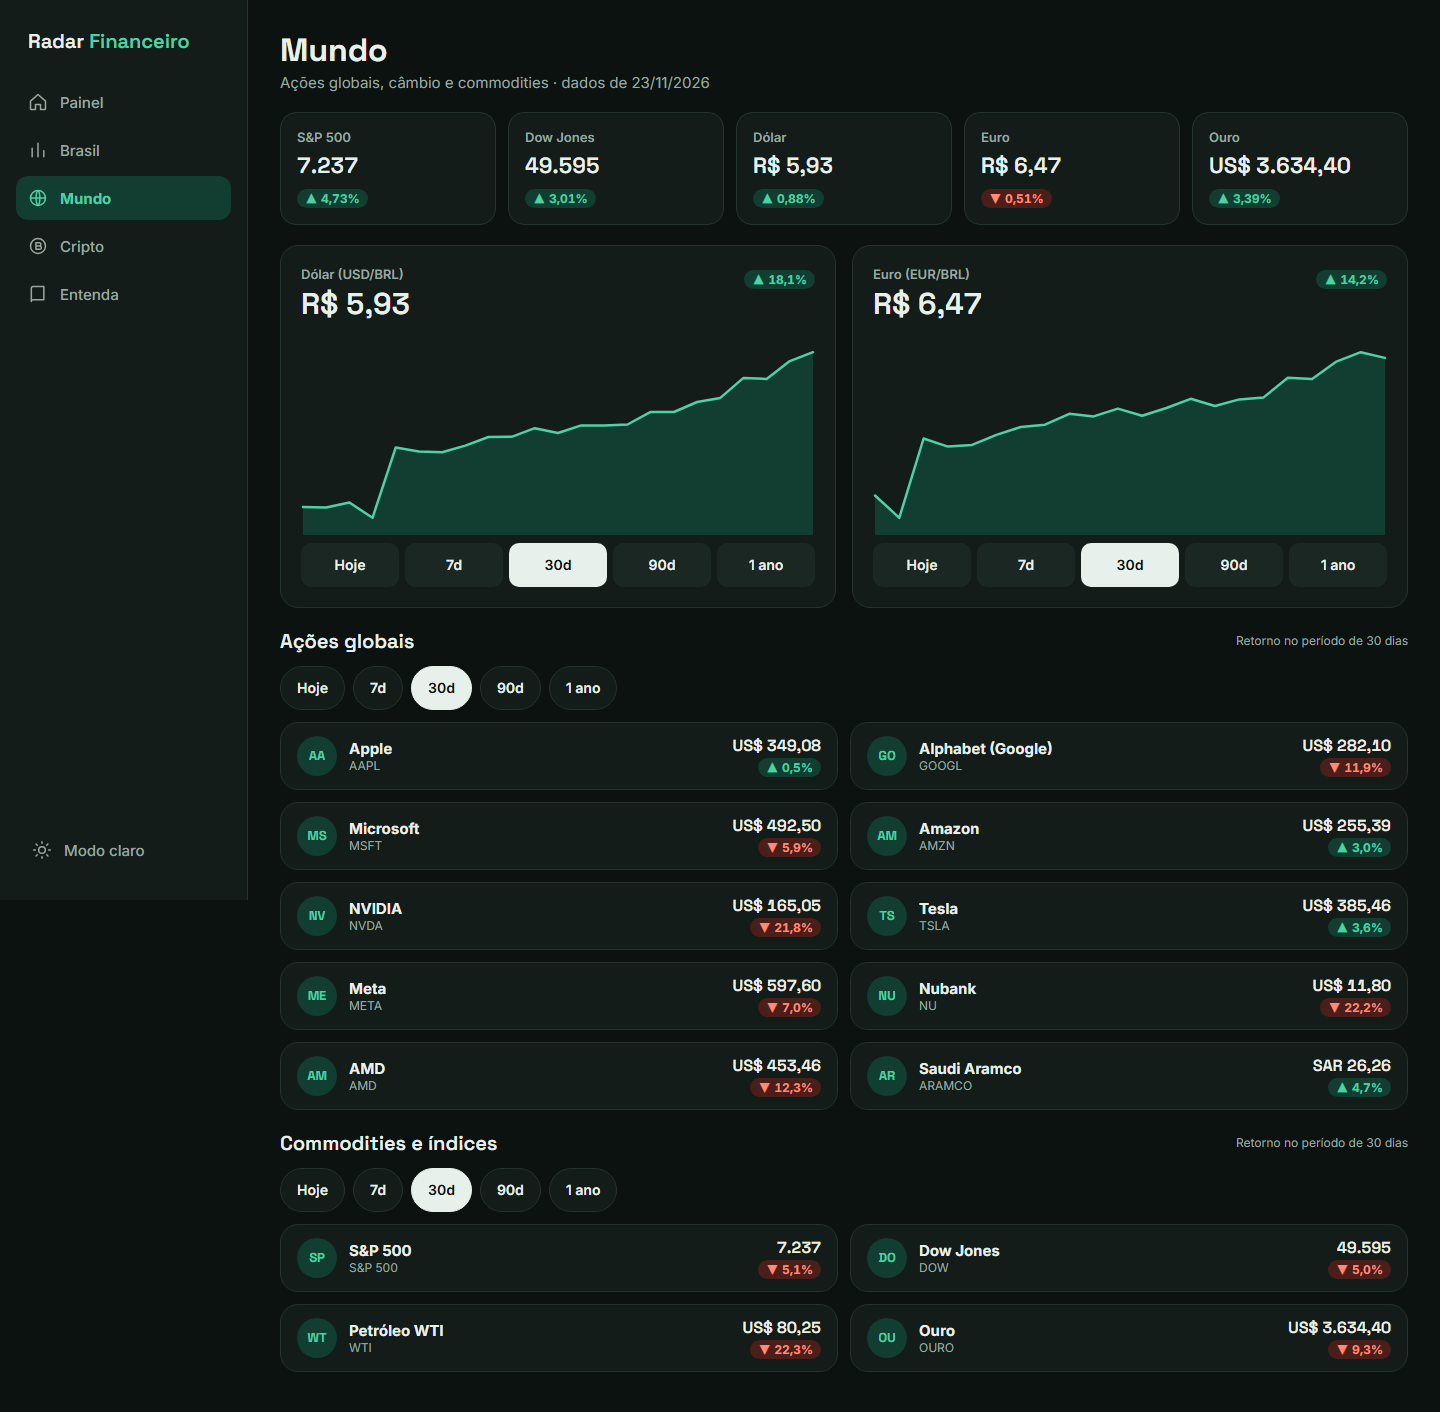 Radar Financeiro
Painel
Brasil
Mundo
Cripto
Entenda
Modo claro
Mundo
Ações globais, câmbio e commodities · dados de 23/11/2026
S&P 500
7.237
▲ 4,73%
Dow Jones
49.595
▲ 3,01%
Dólar
R$ 5,93
▲ 0,88%
Euro
R$ 6,47
▼ 0,51%
Ouro
US$ 3.634,40
▲ 3,39%
Dólar (USD/BRL)
R$ 5,93
▲ 18,1%
Hoje 7d 30d 90d 1 ano
Euro (EUR/BRL)
R$ 6,47
▲ 14,2%
Hoje 7d 30d 90d 1 ano
Ações globais
Retorno no período de 30 dias
Hoje 7d 30d 90d 1 ano
AA
Apple
AAPL
US$ 349,08
▲ 0,5%
GO
Alphabet (Google)
GOOGL
US$ 282,10
▼ 11,9%
MS
Microsoft
MSFT
US$ 492,50
▼ 5,9%
AM
Amazon
AMZN
US$ 255,39
▲ 3,0%
NV
NVIDIA
NVDA
US$ 165,05
▼ 21,8%
TS
Tesla
TSLA
US$ 385,46
▲ 3,6%
ME
Meta
META
US$ 597,60
▼ 7,0%
NU
Nubank
NU
US$ 11,80
▼ 22,2%
AM
AMD
AMD
US$ 453,46
▼ 12,3%
AR
Saudi Aramco
ARAMCO
SAR 26,26
▲ 4,7%
Commodities e índices
Retorno no período de 30 dias
Hoje 7d 30d 90d 1 ano
SP
S&P 500
S&P 500
7.237
▼ 5,1%
DO
Dow Jones
DOW
49.595
▼ 5,0%
WT
Petróleo WTI
WTI
US$ 80,25
▼ 22,3%
OU
Ouro
OURO
US$ 3.634,40
▼ 9,3%